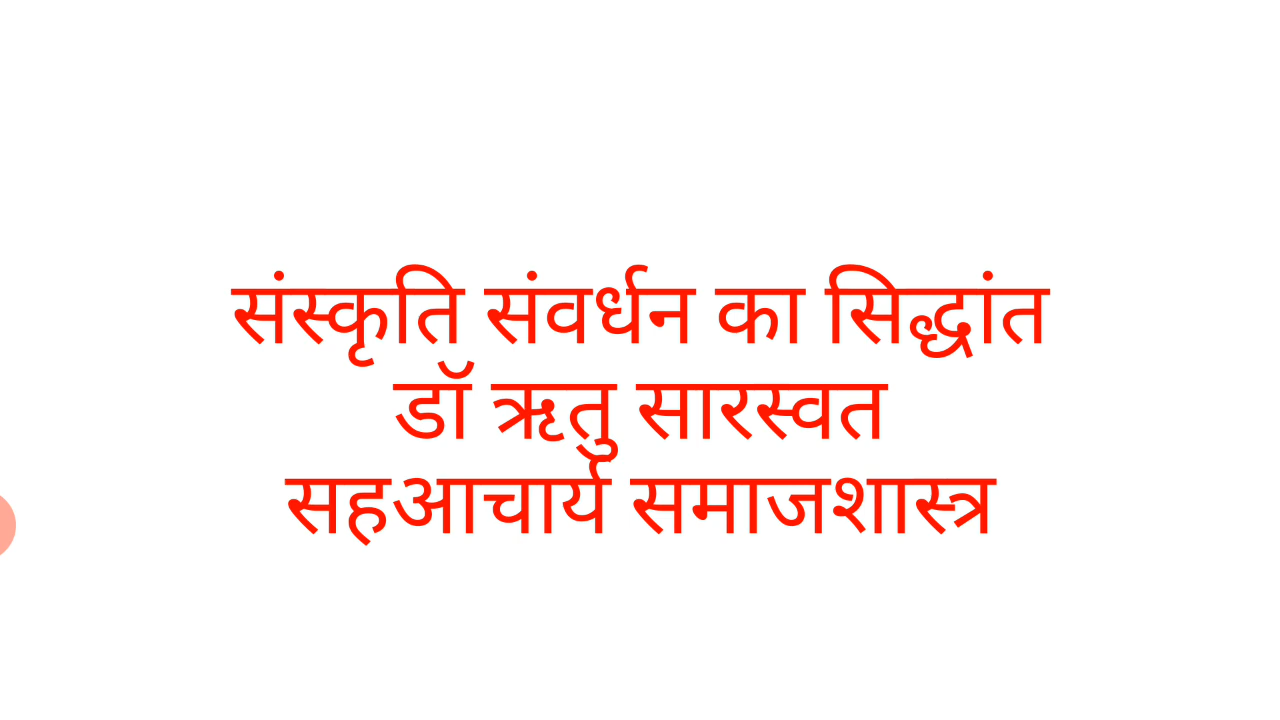 संस्कृति संवर्धन का सिद्धांत
डॉ ऋतु सारस्वत
सहआचार्य समाजशास्त्र